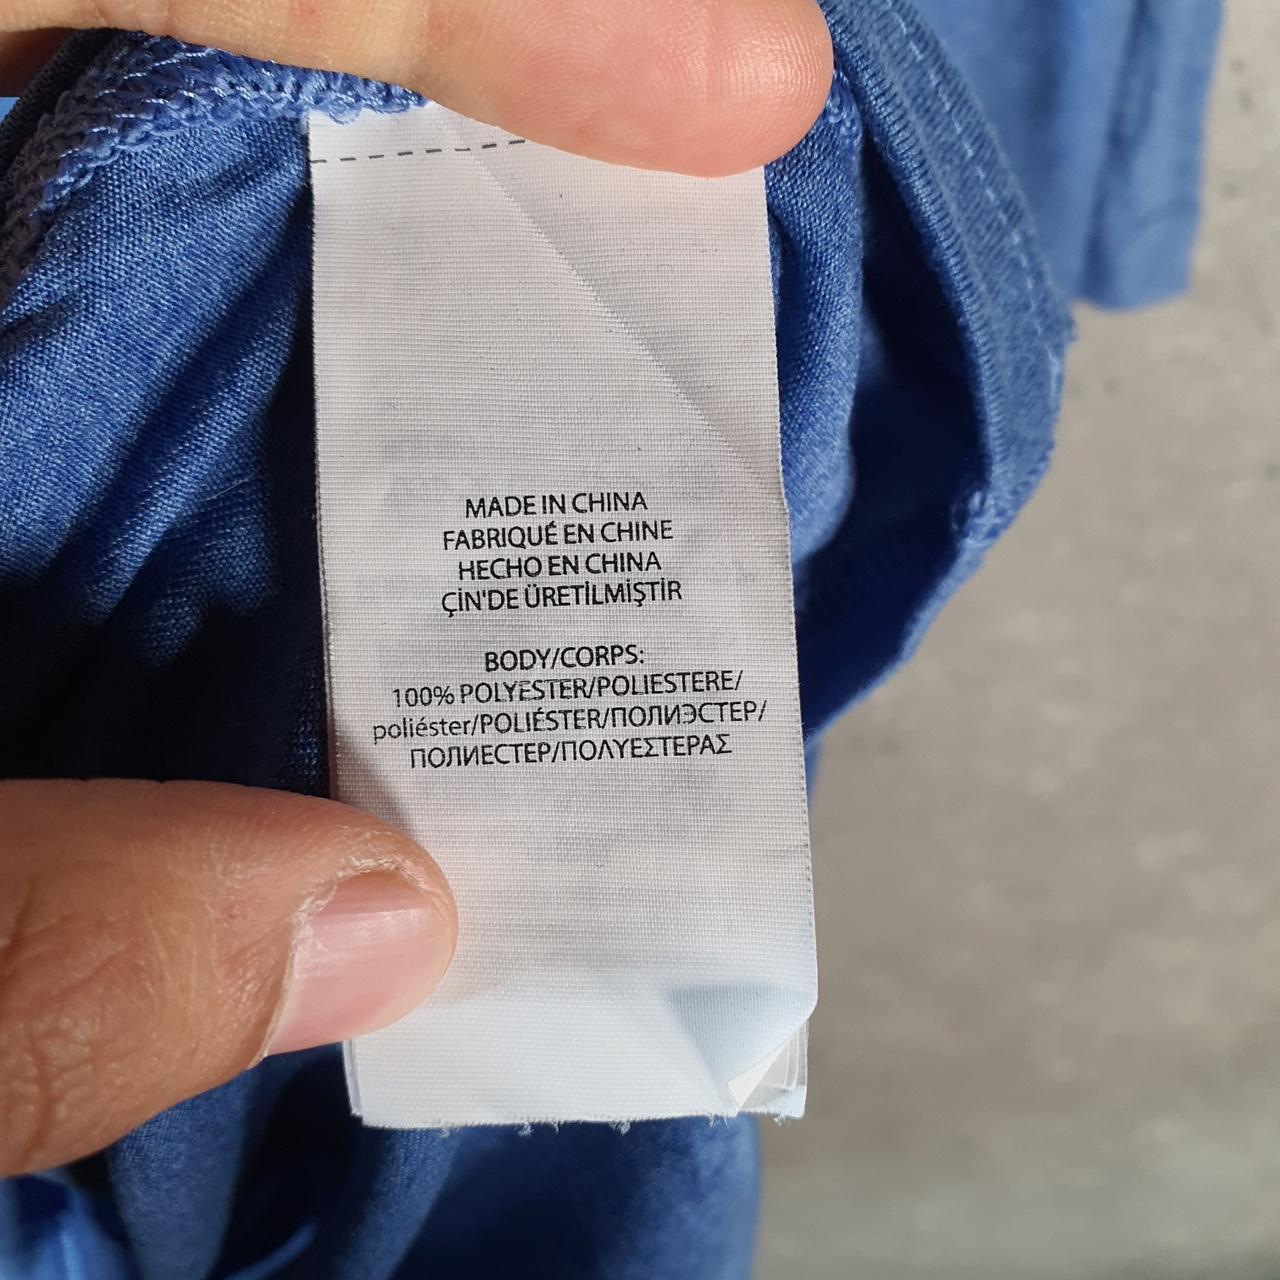 MADE IN CHINA
FABRIQUÉ EN CHINE
HECHO EN CHINA
ÇİN'DE ÜRETİLMİŞTİR
BODY/CORPS:
100% POLYESTER/POLIESTERE/
poliéster/POLIÉSTER/ПОЛИЭСТЕР/
ПОЛИЕСТЕР/ΠΟΛΥΕΣΤΕΡΑΣ